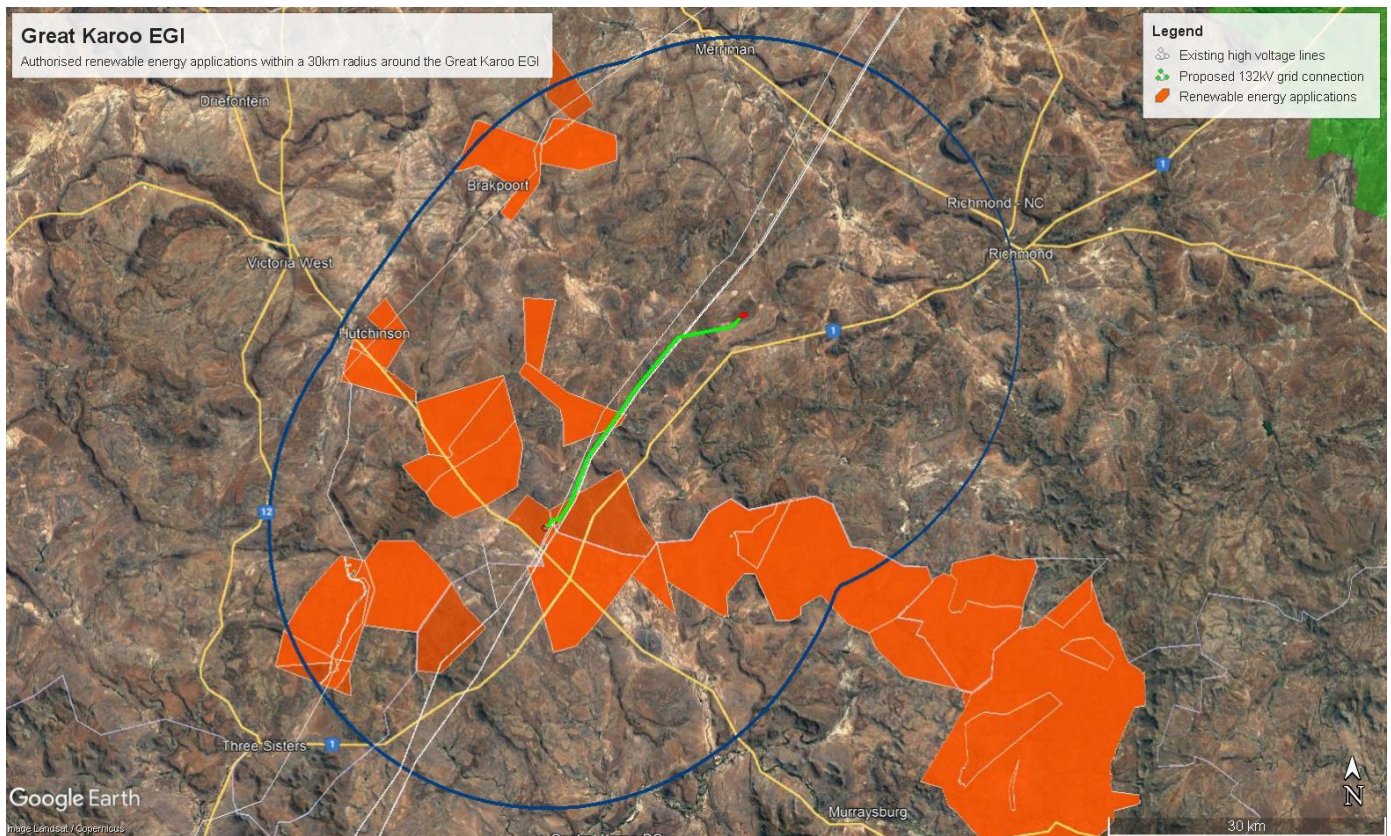 Great Karoo EGI
Authorised renewable energy applications within a 30km radius around the Great Karoo EGI
Legend
Existing high voltage lines
Proposed 132kV grid connection
Renewable energy applications
Merriman
Driefontein
1
Brakpoort
Richmond - NC
Victoria West
Richmond
Hutchinson
1
12
Three Sisters
1
Google Earth
Murraysburg
N
30 km
Image Landsat / Copernicus